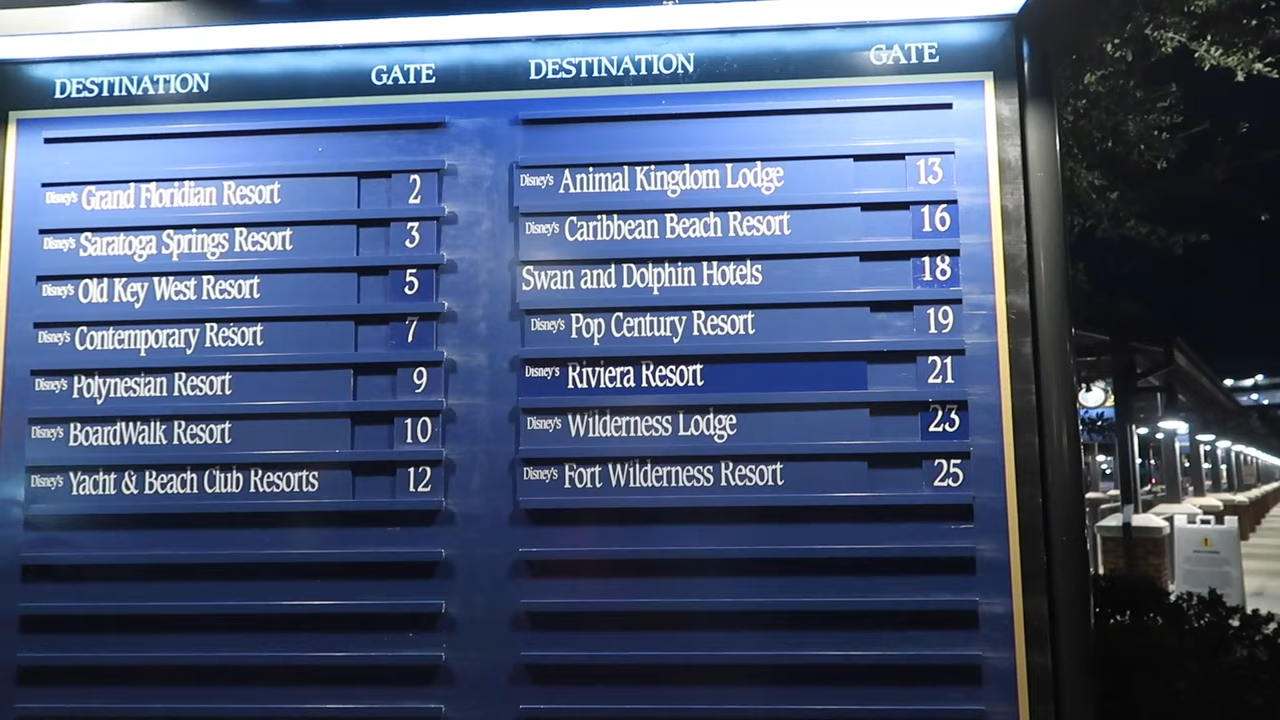 DESTINATION GATE
Disney's Grand Floridian Resort 2
Disney's Saratoga Springs Resort 3
Disney's Old Key West Resort 5
Disney's Contemporary Resort 7
Disney's Polynesian Resort 9
Disney's BoardWalk Resort 10
Disney's Yacht & Beach Club Resorts 12
DESTINATION GATE
Disney's Animal Kingdom Lodge 13
Disney's Caribbean Beach Resort 16
Swan and Dolphin Hotels 18
Disney's Pop Century Resort 19
Disney's Riviera Resort 21
Disney's Wilderness Lodge 23
Disney's Fort Wilderness Resort 25